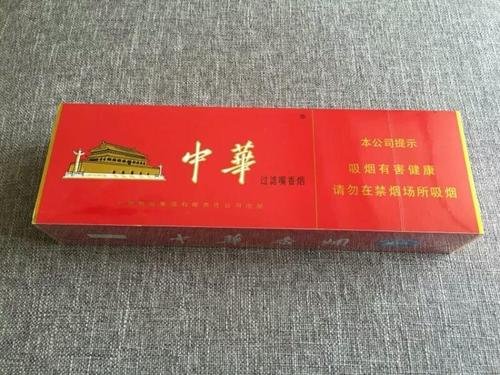 中華
过滤嘴香烟
本公司提示
吸烟有害健康
请勿在禁烟场所吸烟